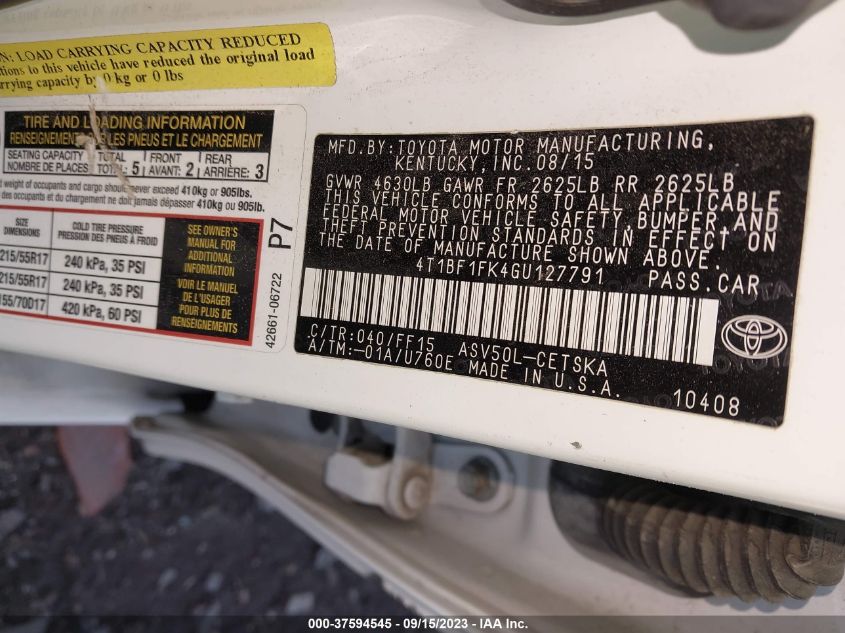 N: LOAD CARRYING CAPACITY REDUCED
tions to this vehicle have reduced the original load
rrying capacity by 0 kg or 0 lbs
TIRE AND LOADING INFORMATION
RENSEIGNEMENTS SUR LES PNEUS ET LE CHARGEMENT
SEATING CAPACITY TOTAL FRONT REAR
NOMBRE DE PLACES TOTAL: 5 AVANT: 2 ARRIÈRE: 3
d weight of occupants and cargo should never exceed 410kg or 905lbs.
des occupants et du chargement ne doit jamais dépasser 410kg or 905lb.
SIZE
DIMENSIONS
COLD TIRE PRESSURE
PRESSION DES PNEUS À FROID
215/55R17 240 kPa, 35 PSI
215/55R17 240 kPa, 35 PSI
155/70D17 420 kPa, 60 PSI
SEE OWNER'S
MANUAL FOR
ADDITIONAL
INFORMATION
VOIR LE MANUEL
DE L'USAGER
POUR PLUS DE
RENSEIGNEMENTS
42661-06722
P7
MFD.BY:TOYOTA MOTOR MANUFACTURING,
KENTUCKY,INC.08/15
GVWR 4630LB GAWR FR 2625LB RR 2625LB
THIS VEHICLE CONFORMS TO ALL APPLICABLE
FEDERAL MOTOR VEHICLE SAFETY,BUMPER,AND
THEFT PREVENTION STANDARDS IN EFFECT ON
THE DATE OF MANUFACTURE SHOWN ABOVE.
4T1BF1FK4GU127791 PASS.CAR
C/TR:040/FF15 ASV50L-CETSKA
A/TM:-01A/U760E MADE IN U.S.A.
10408
000-37594545 - 09/15/2023 - IAA Inc.